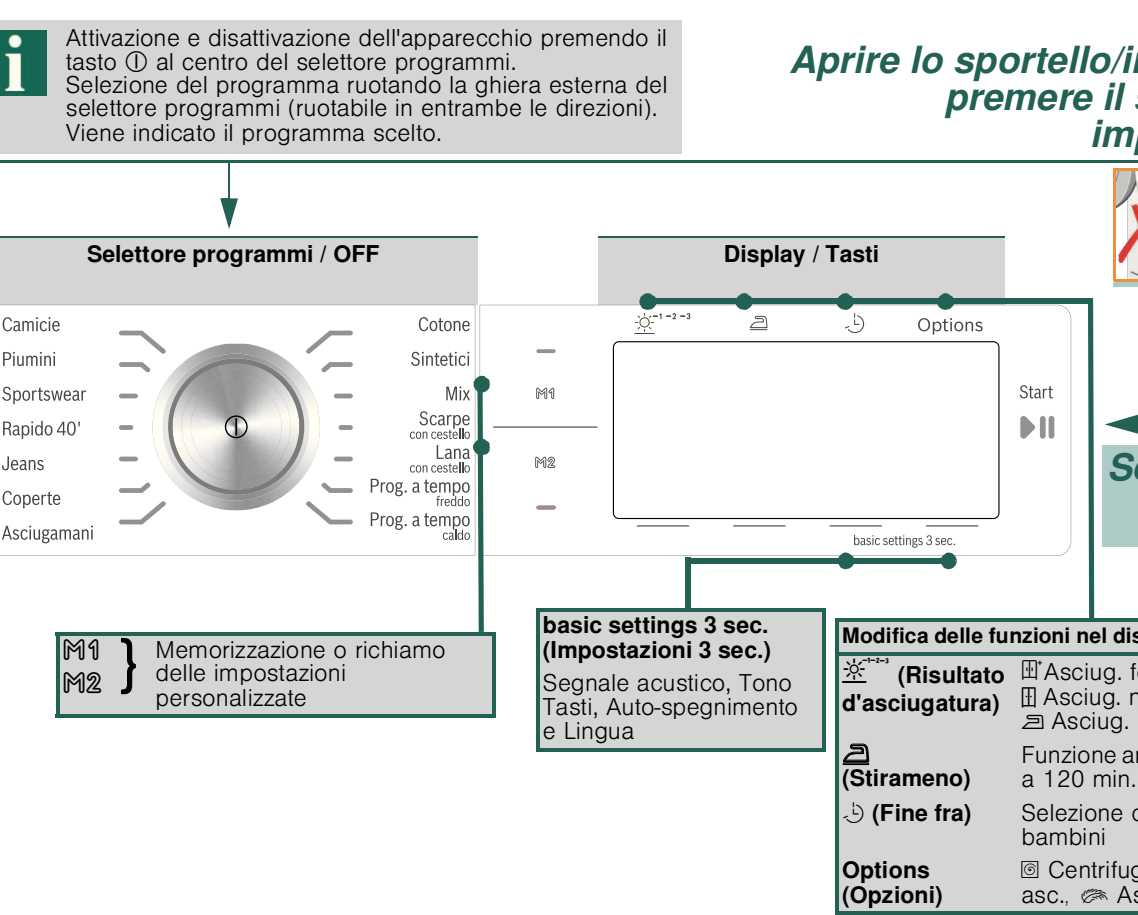 Attivazione e disattivazione dell'apparecchio premendo il
tasto ⏼ al centro del selettore programmi.
Selezione del programma ruotando la ghiera esterna del
selettore programmi (ruotabile in entrambe le direzioni).
Viene indicato il programma scelto.
Aprire lo sportello/
premere il
Selettore programmi / OFF
Display / Tasti
Camicie
Piumini
Sportswear
Rapido 40'
Jeans
Coperte
Asciugamani
Cotone
Sintetici
Mix
Scarpe
con cestello
Lana
con cestello
Prog. a tempo
freddo
Prog. a tempo
caldo
M1
M2
-1 -2 -3
Options
Start
basic settings 3 sec.
M1
M2
} Memorizzazione o richiamo
delle impostazioni
personalizzate
basic settings 3 sec.
(Impostazioni 3 sec.)
Segnale acustico, Tono
Tasti, Auto-spegnimento
e Lingua
Modifica delle funzioni nel
-1-2-3 (Risultato
d'asciugatura)
Asciug.
Asciug.
Asciug.
(Stirameno)
Funzione
a 120 min.
(Fine fra)
Selezione
bambini
Options
(Opzioni)
asc.,